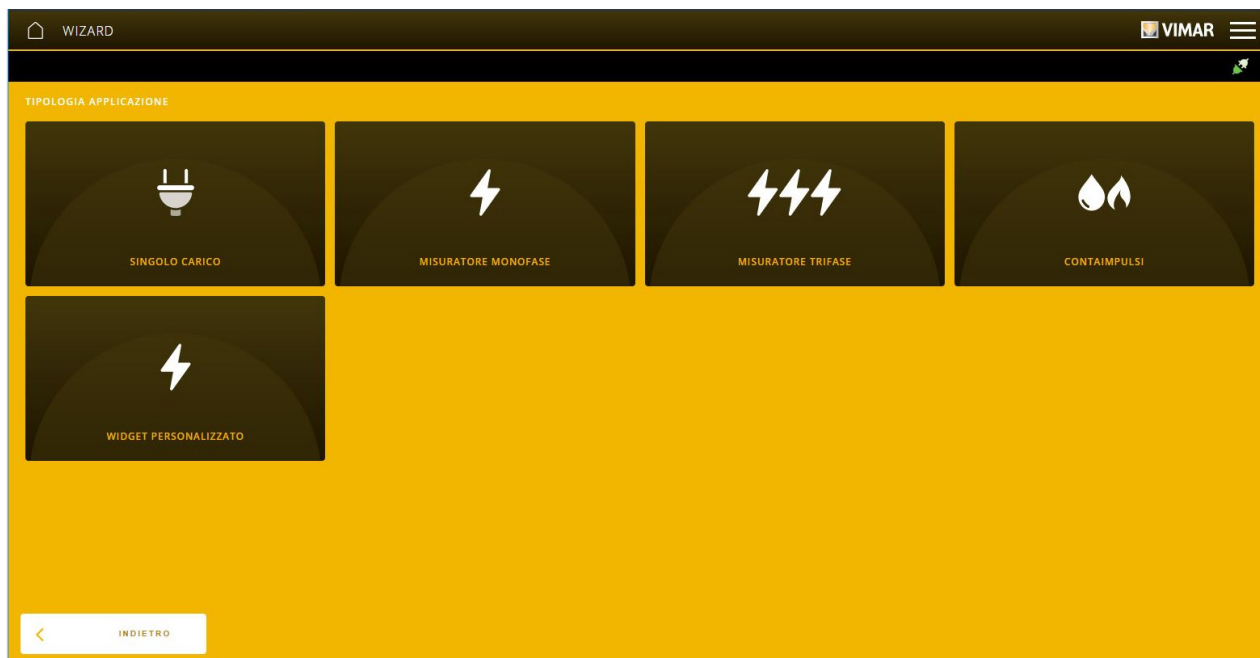 WIZARD
VIMAR
TIPOLOGIA APPLICAZIONE
SINGOLO CARICO
MISURATORE MONOFASE
MISURATORE TRIFASE
CONTAIMPULSI
WIDGET PERSONALIZZATO
INDIETRO